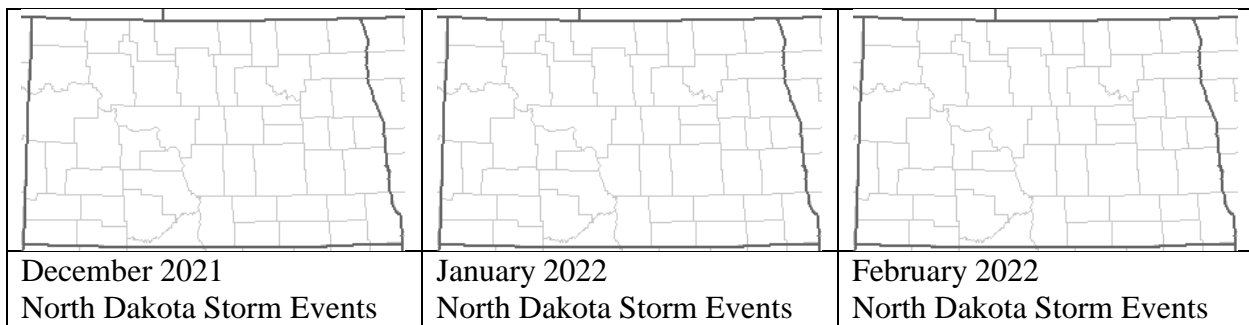 December 2021
North Dakota Storm Events
January 2022
North Dakota Storm Events
February 2022
North Dakota Storm Events